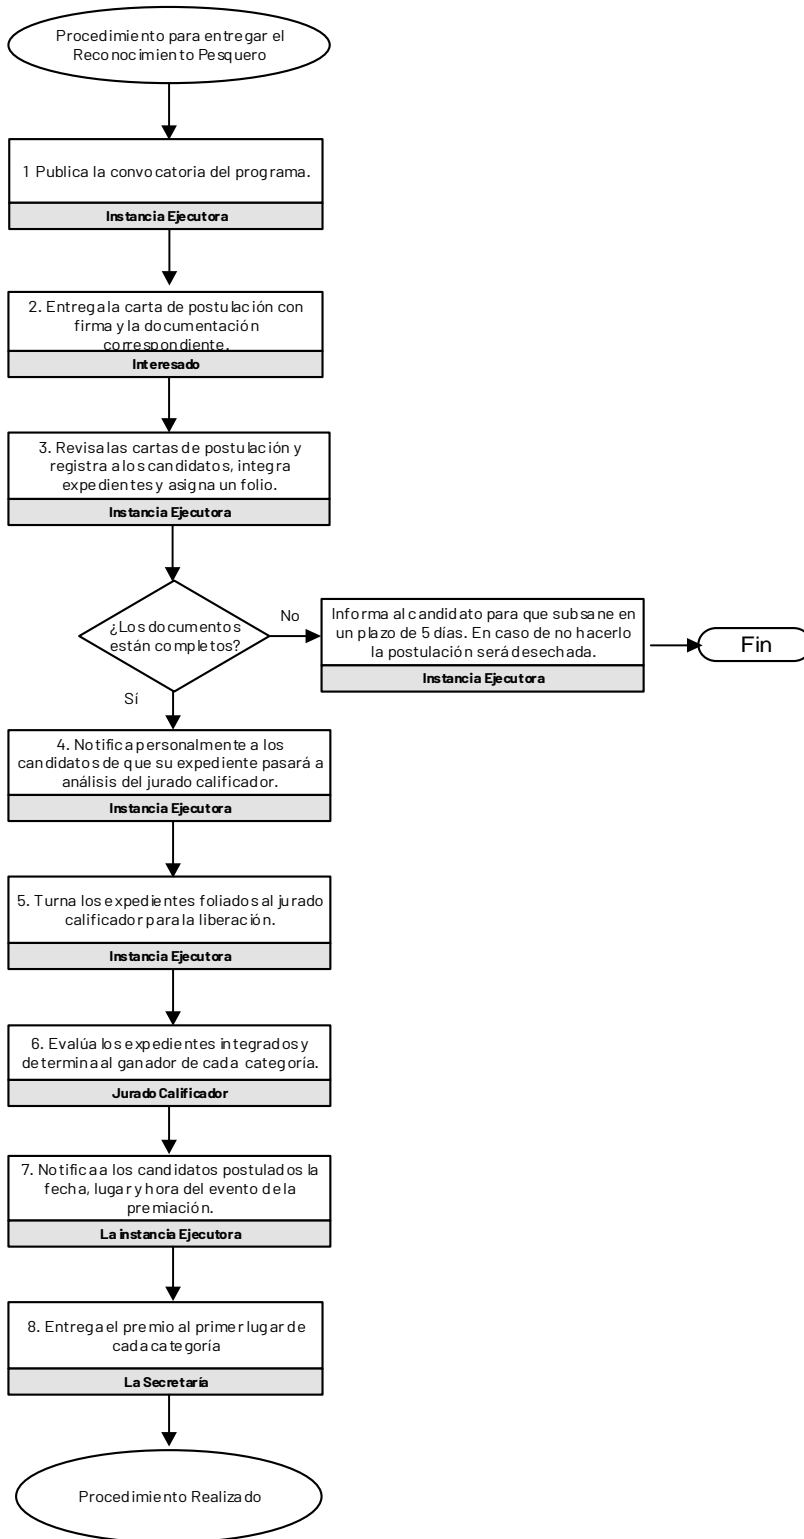 Procedimiento para entregar el
Reconocimiento Pesquero
1 Publica la convocatoria del programa.
Instancia Ejecutora
2. Entrega la carta de postulación con
firma y la documentación
correspondiente.
Interesado
3. Revisa las cartas de postulación y
registra a los candidatos, integra
expedientes y asigna un folio.
Instancia Ejecutora
¿Los documentos
están completos?
No
Informa al candidato para que subsane en
un plazo de 5 días. En caso de no hacerlo
la postulación será desechada.
Instancia Ejecutora
Fin
Sí
4. Notifica personalmente a los
candidatos de que su expediente pasará a
análisis del jurado calificador.
Instancia Ejecutora
5. Turna los expedientes foliados al jurado
calificador para la liberación.
Instancia Ejecutora
6. Evalúa los expedientes integrados y
determina al ganador de cada categoría.
Jurado Calificador
7. Notifica a los candidatos postulados la
fecha, lugar y hora del evento de la
premiación.
La instancia Ejecutora
8. Entrega el premio al primer lugar de
cada categoría
La Secretaría
Procedimiento Realizado